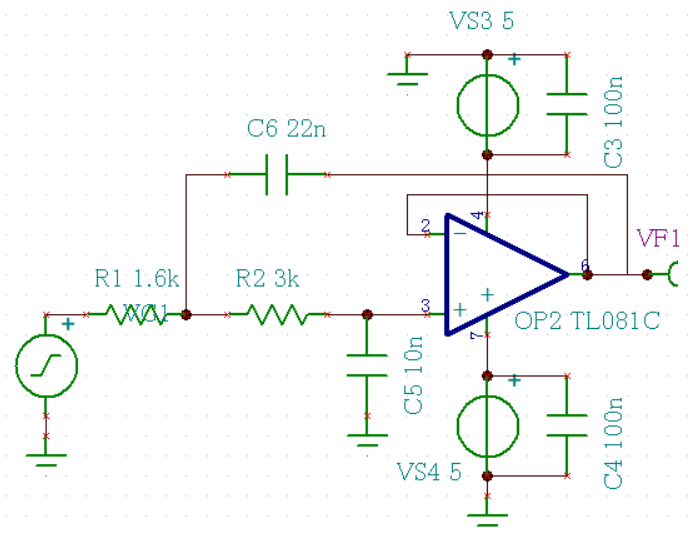 VS3 5
+
C3 100n
C6 22n
2
4
−
VF1
R1 1.6k
R2 3k
6
VG1
3
+
+
+
OP2 TL081C
7
C5 10n
+
VS4 5
C4 100n